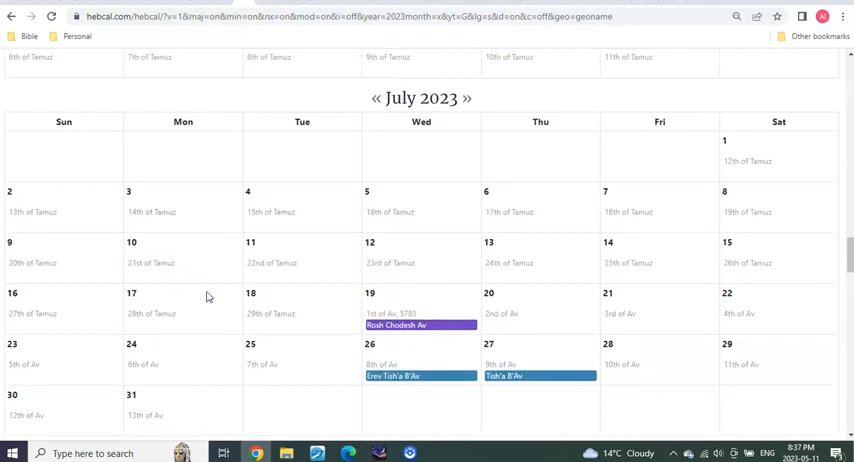 hebcal.com/hebcal/?v=1&maj=on&min=on&nx=on&mod=on&i=off&year=2023month=x&yt=G&lg=s&d=on&c=off&geo=geoname
AI
Bible Personal Other bookmarks
6th of Tamuz 7th of Tamuz 8th of Tamuz 9th of Tamuz 10th of Tamuz 11th of Tamuz
« July 2023 »
Sun Mon Tue Wed Thu Fri Sat
1
12th of Tamuz
2 3 4 5 6 7 8
13th of Tamuz 14th of Tamuz 15th of Tamuz 16th of Tamuz 17th of Tamuz 18th of Tamuz 19th of Tamuz
9 10 11 12 13 14 15
20th of Tamuz 21st of Tamuz 22nd of Tamuz 23rd of Tamuz 24th of Tamuz 25th of Tamuz 26th of Tamuz
16 17 18 19 20 21 22
27th of Tamuz 28th of Tamuz 29th of Tamuz 1st of Av, 5783 2nd of Av 3rd of Av 4th of Av
Rosh Chodesh Av
23 24 25 26 27 28 29
5th of Av 6th of Av 7th of Av 8th of Av 9th of Av 10th of Av 11th of Av
Erev Tish'a B'Av Tish'a B'Av
30 31
12th of Av 13th of Av
Type here to search 14°C Cloudy ENG 8:37 PM
2023-05-11
3